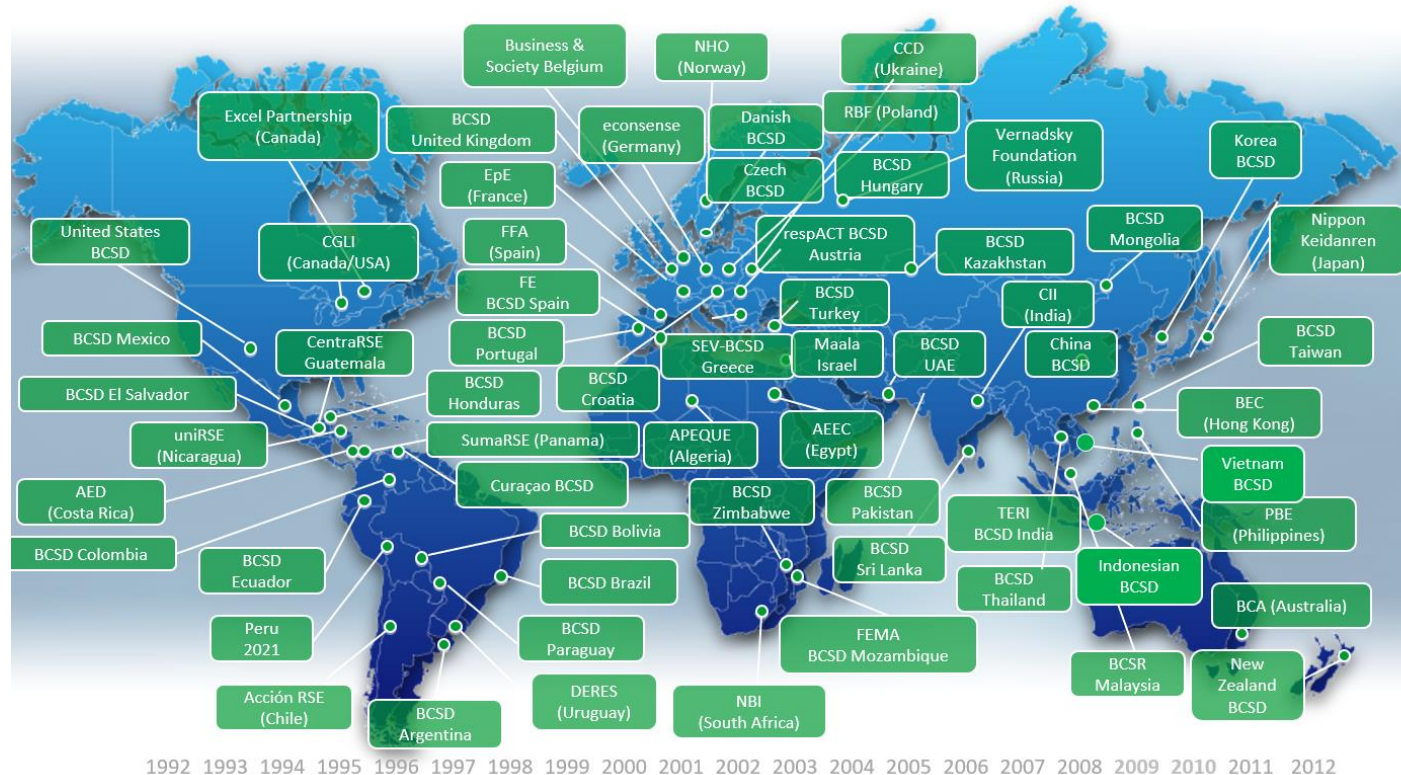 Business &
Society Belgium
NHO
(Norway)
CCD
(Ukraine)
Excel Partnership
(Canada)
BCSD
United Kingdom
econsense
(Germany)
Danish
BCSD
RBF (Poland)
Vernadsky
Foundation
(Russia)
Korea
BCSD
EpE
(France)
Czech
BCSD
BCSD
Hungary
United States
BCSD
CGLI
(Canada/USA)
FFA
(Spain)
respACT BCSD
Austria
BCSD
Kazakhstan
BCSD
Mongolia
Nippon
Keidanren
(Japan)
FE
BCSD Spain
BCSD
Turkey
CII
(India)
BCSD Mexico
CentraRSE
Guatemala
BCSD
Portugal
SEV-BCSD
Greece
Maala
Israel
BCSD
UAE
China
BCSD
BCSD
Taiwan
BCSD El Salvador
BCSD
Honduras
BCSD
Croatia
BEC
(Hong Kong)
uniRSE
(Nicaragua)
SumaRSE (Panama)
APEQUE
(Algeria)
AEEC
(Egypt)
Vietnam
BCSD
AED
(Costa Rica)
Curaçao BCSD
BCSD
Zimbabwe
BCSD
Pakistan
TERI
BCSD India
PBE
(Philippines)
BCSD Colombia
BCSD
Ecuador
BCSD Bolivia
BCSD
Sri Lanka
BCSD
Thailand
Indonesian
BCSD
BCSD Brazil
BCA (Australia)
Peru
2021
BCSD
Paraguay
FEMA
BCSD Mozambique
BCSR
Malaysia
New
Zealand
BCSD
Acción RSE
(Chile)
BCSD
Argentina
DERES
(Uruguay)
NBI
(South Africa)
1992 1993 1994 1995 1996 1997 1998 1999 2000 2001 2002 2003 2004 2005 2006 2007 2008 2009 2010 2011 2012